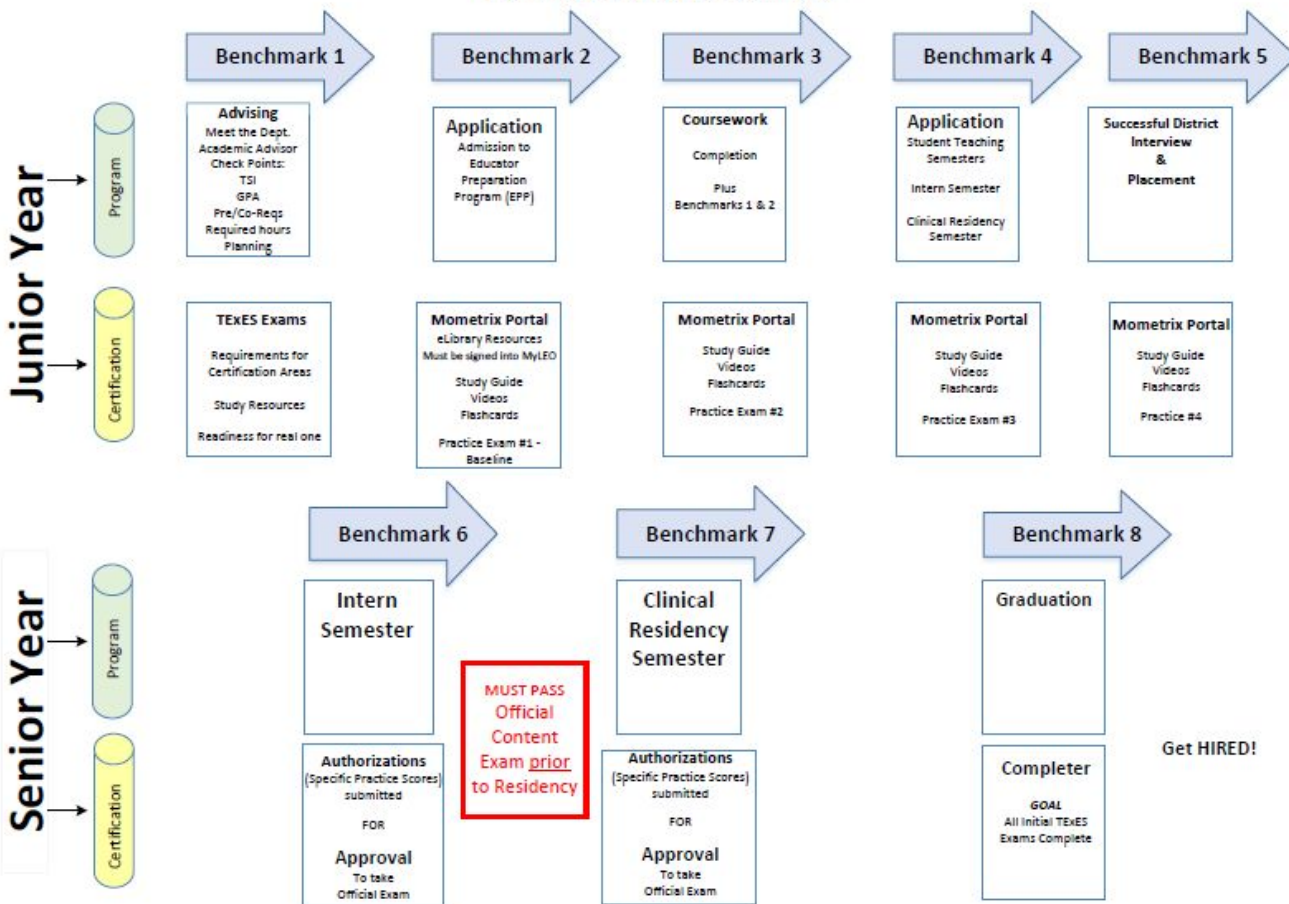 Benchmark 1
Benchmark 2
Benchmark 3
Benchmark 4
Benchmark 5
Junior Year
Program
Advising
Meet the Dept.
Academic Advisor
Check Points:
TSI
GPA
Pre/Co-Reqs
Required hours
Planning
Application
Admission to
Educator
Preparation
Program (EPP)
Coursework
Completion
Plus
Benchmarks 1 & 2
Application
Student Teaching
Semesters
Intern Semester
Clinical Residency
Semester
Successful District
Interview
&
Placement
Certification
TExES Exams
Requirements for
Certification Areas
Study Resources
Readiness for real one
Mometrix Portal
eLibrary Resources
Must be signed into MyLEO
Study Guide
Videos
Flashcards
Practice Exam #1 -
Baseline
Mometrix Portal
Study Guide
Videos
Flashcards
Practice Exam #2
Mometrix Portal
Study Guide
Videos
Flashcards
Practice Exam #3
Mometrix Portal
Study Guide
Videos
Flashcards
Practice #4
Benchmark 6
Benchmark 7
Benchmark 8
Senior Year
Program
Intern
Semester
MUST PASS
Official
Content
Exam prior
to Residency
Clinical
Residency
Semester
Graduation
Certification
Authorizations
(Specific Practice Scores)
submitted
FOR
Approval
To take
Official Exam
Authorizations
(Specific Practice Scores)
submitted
FOR
Approval
To take
Official Exam
Completer
GOAL
All Initial TExES
Exams Complete
Get HIRED!